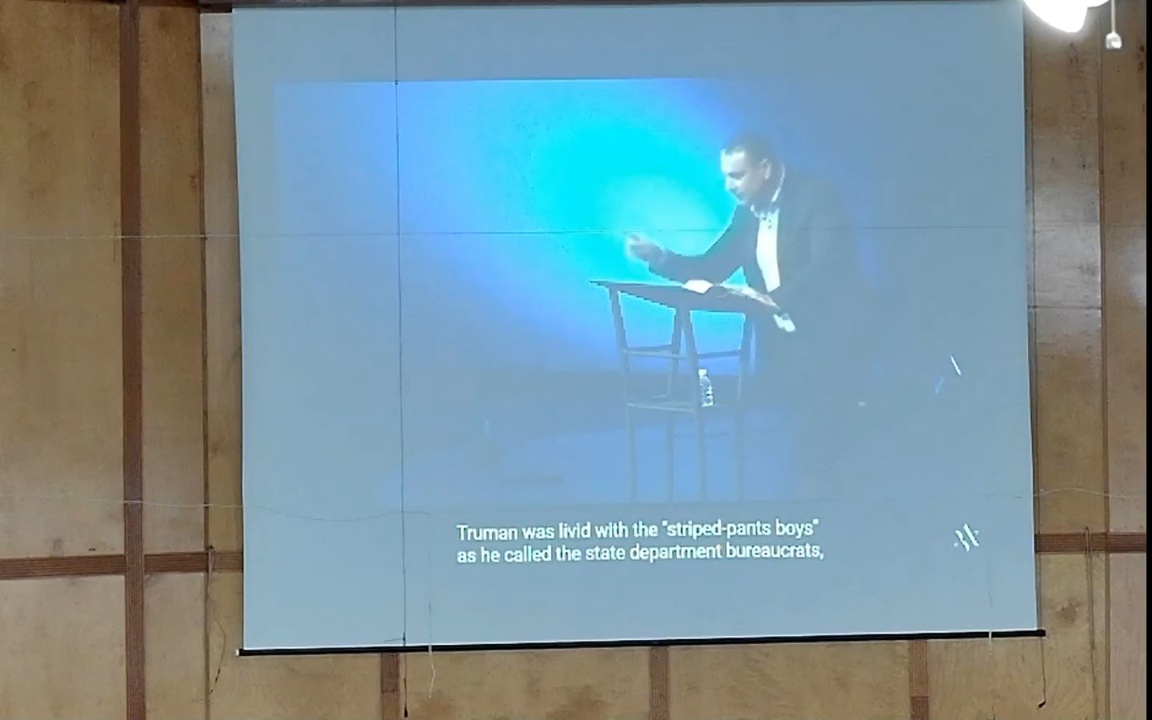 Truman was livid with the "striped-pants boys"
as he called the state department bureaucrats,